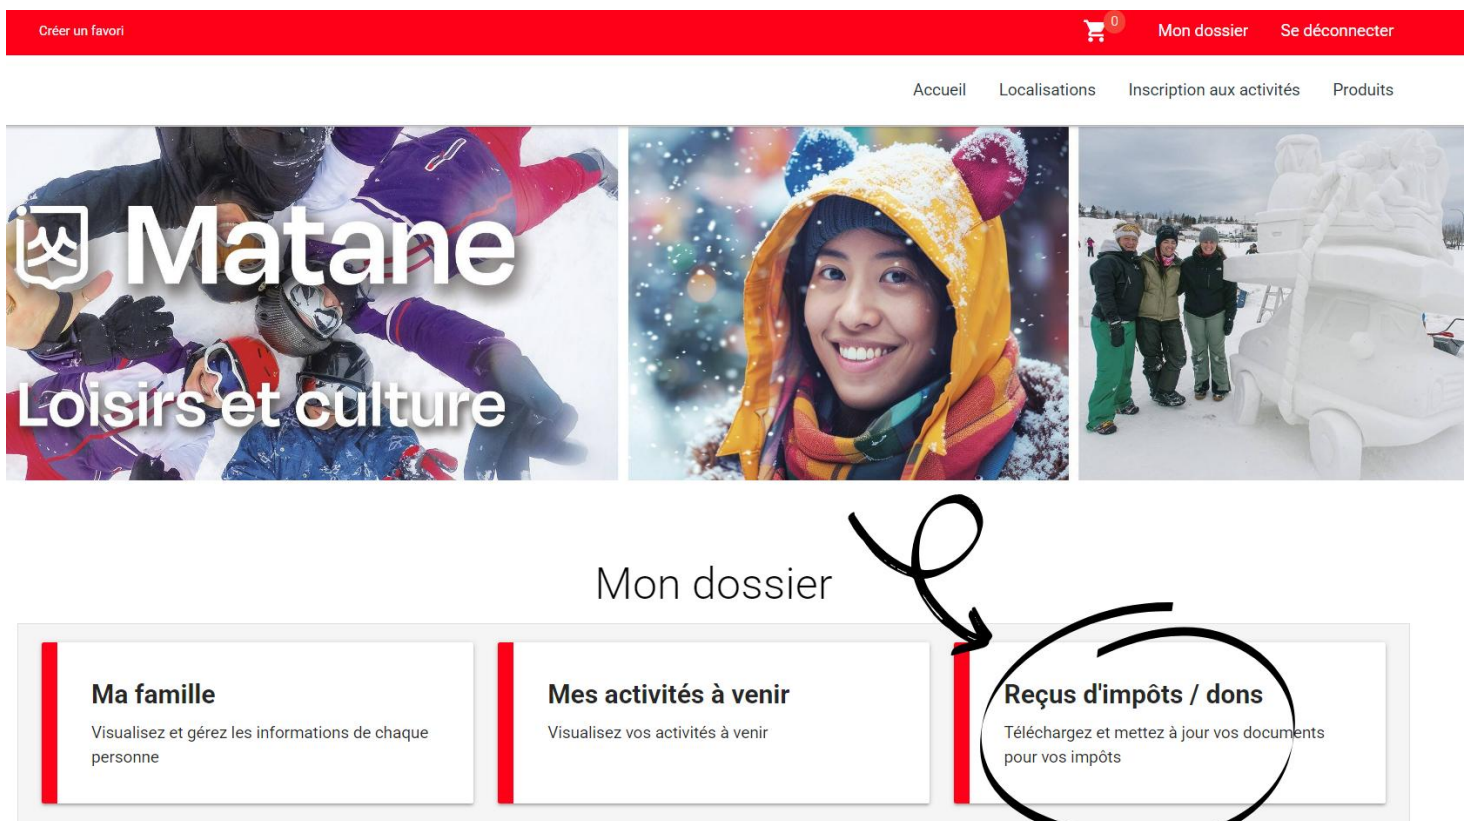 Créer un favori
0
Mon dossier
Se déconnecter
Accueil
Localisations
Inscription aux activités
Produits
Matane
Loisirs et culture
Mon dossier
Ma famille
Visualisez et gérez les informations de chaque
personne
Mes activités à venir
Visualisez vos activités à venir
Reçus d'impôts / dons
Téléchargez et mettez à jour vos documents
pour vos impôts